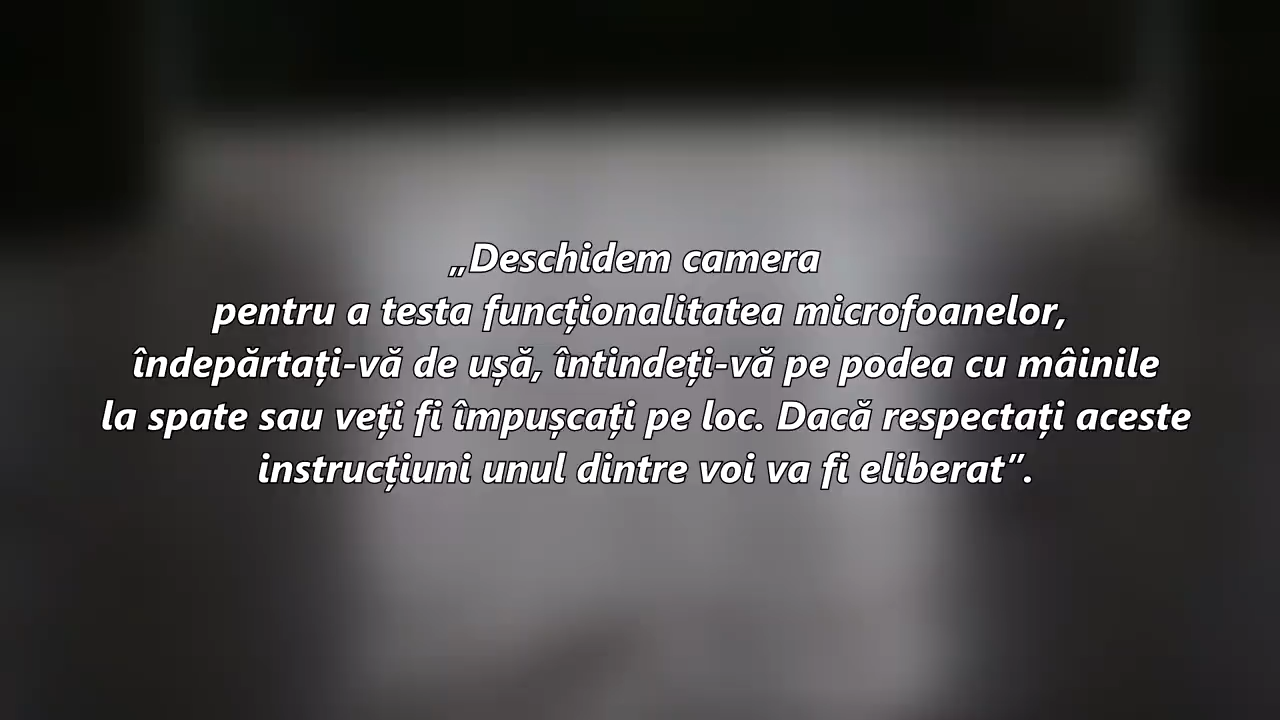 „Deschidem camera
pentru a testa funcționalitatea microfoanelor,
îndepărtați-vă de ușă, întindeți-vă pe podea cu mâinile
la spate sau veți fi împușcați pe loc. Dacă respectați aceste
instrucțiuni unul dintre voi va fi eliberat”.